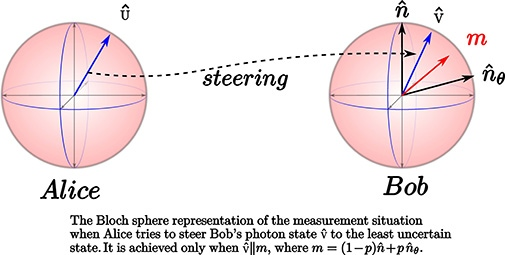 û
n̂
v̂
m
n̂θ
steering
Alice
Bob
The Bloch sphere representation of the measurement situation
when Alice tries to steer Bob's photon state v̂ to the least uncertain
state. It is achieved only when v̂∥m, where m = (1−p)n̂+p n̂θ.